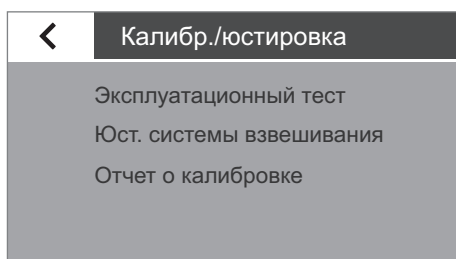 Калибр./юстировка
Эксплуатационный тест
Юст. системы взвешивания
Отчет о калибровке